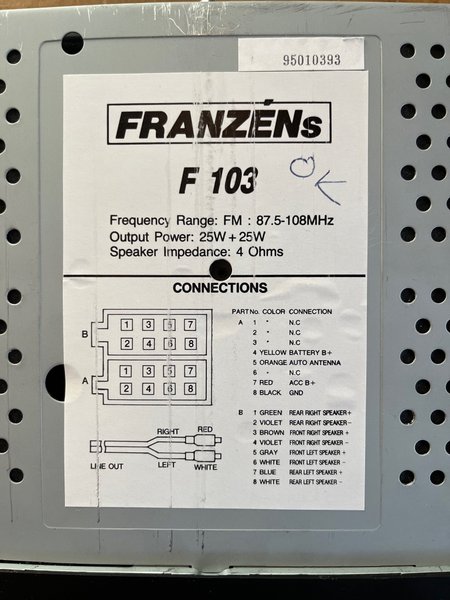 95010393
FRANZÉNs
F 103
Frequency Range: FM : 87.5-108MHz
Output Power: 25W + 25W
Speaker Impedance: 4 Ohms
CONNECTIONS
B
1 3 5 7
2 4 6 8
A
1 3 5 7
2 4 6 8
RIGHT RED
LINE OUT
LEFT WHITE
PART No. COLOR CONNECTION
A 1 " N.C
2 " N.C
3 " N.C
4 YELLOW BATTERY B+
5 ORANGE AUTO ANTENNA
6 " N.C
7 RED ACC B+
8 BLACK GND
B 1 GREEN REAR RIGHT SPEAKER +
2 VIOLET REAR RIGHT SPEAKER -
3 BROWN FRONT RIGHT SPEAKER +
4 VIOLET FRONT RIGHT SPEAKER -
5 GRAY FRONT LEFT SPEAKER +
6 WHITE FRONT LEFT SPEAKER -
7 BLUE REAR LEFT SPEAKER +
8 WHITE REAR LEFT SPEAKER -